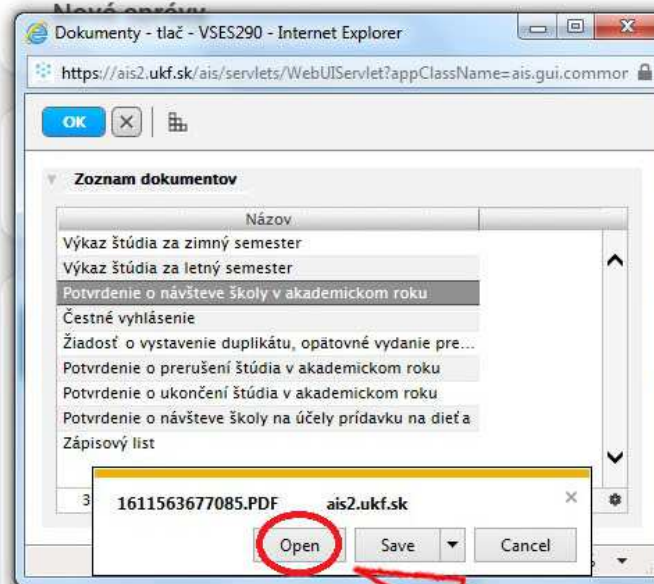 Nové správy
Dokumenty - tlač - VSES290 - Internet Explorer
https://ais2.ukf.sk/ais/servlets/WebUIServlet?appClassName=ais.gui.commor
OK
Zoznam dokumentov
Názov
Výkaz štúdia za zimný semester
Výkaz štúdia za letný semester
Potvrdenie o návšteve školy v akademickom roku
Čestné vyhlásenie
Žiadosť o vystavenie duplikátu, opätovné vydanie pre...
Potvrdenie o prerušení štúdia v akademickom roku
Potvrdenie o ukončení štúdia v akademickom roku
Potvrdenie o návšteve školy na účely prídavku na dieťa
Zápisový list
3
1611563677085.PDF ais2.ukf.sk
Open Save Cancel